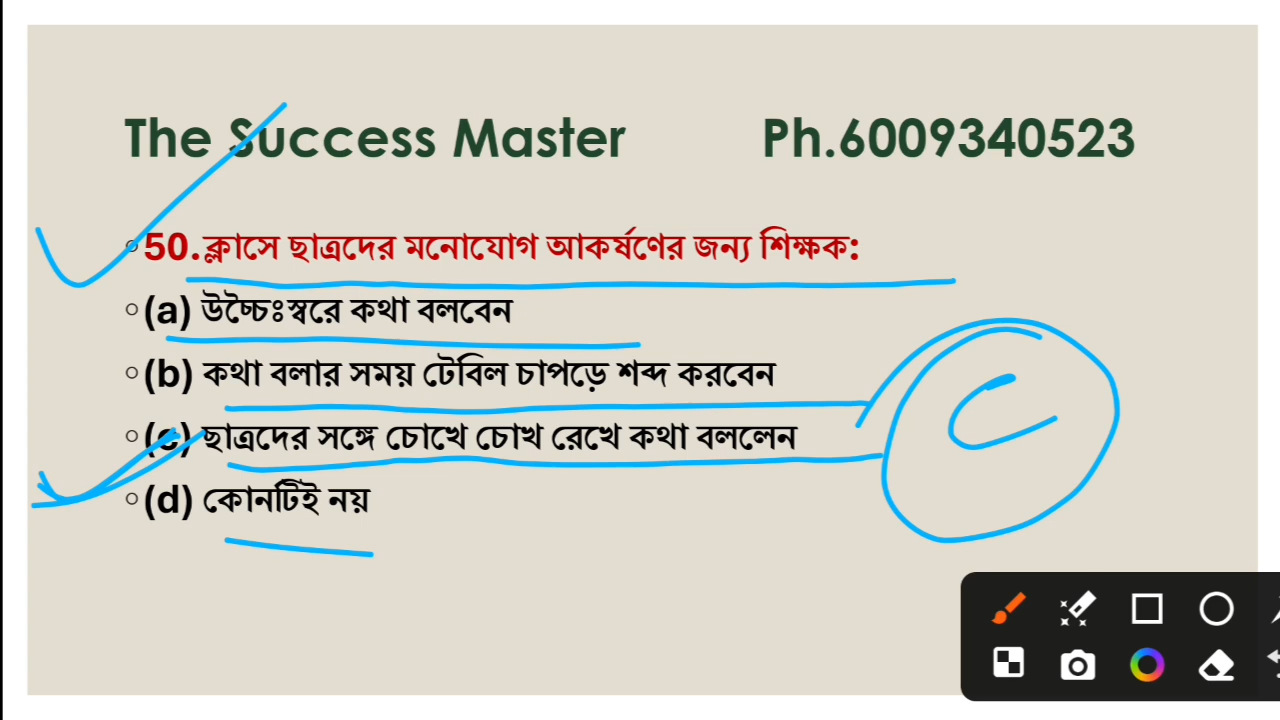 The Success Master Ph.6009340523
50.ক্লাসে ছাত্রদের মনোযোগ আকর্ষণের জন্য শিক্ষক:
(a) উচ্চৈঃস্বরে কথা বলবেন
(b) কথা বলার সময় টেবিল চাপড়ে শব্দ করবেন
(c) ছাত্রদের সঙ্গে চোখে চোখ রেখে কথা বললেন
(d) কোনটিই নয়
C